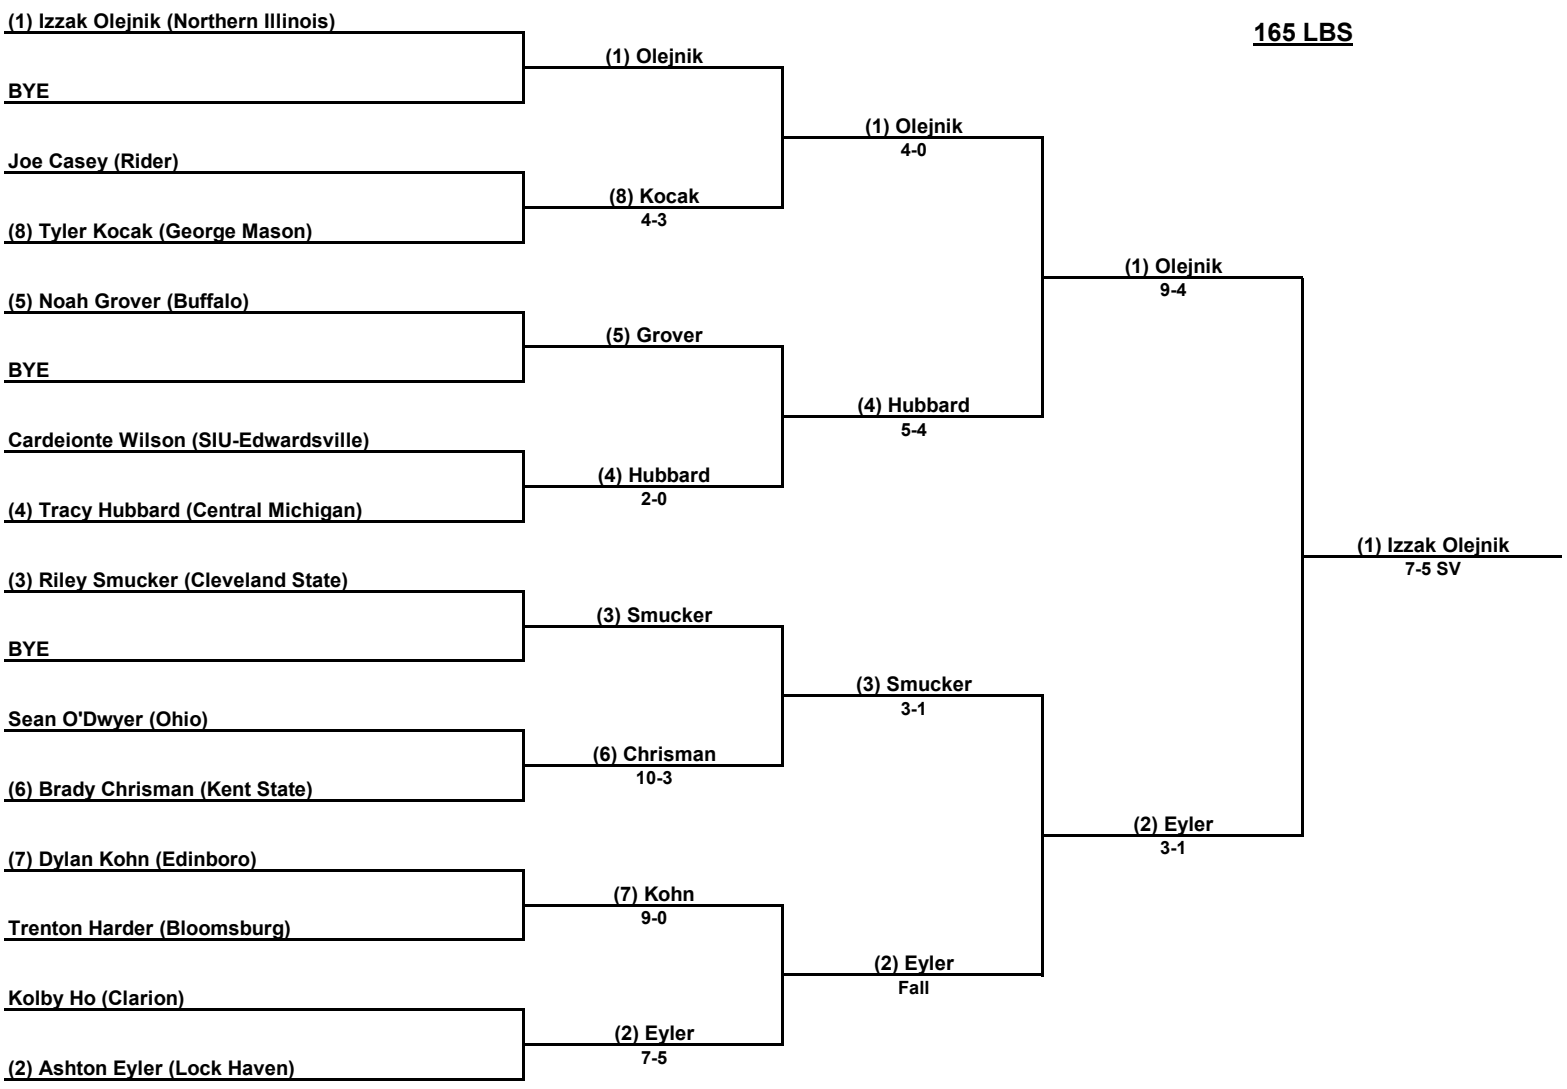 (1) Izzak Olejnik (Northern Illinois)
165 LBS
(1) Olejnik
BYE
(1) Olejnik
4-0
Joe Casey (Rider)
(8) Kocak
4-3
(8) Tyler Kocak (George Mason)
(1) Olejnik
9-4
(5) Noah Grover (Buffalo)
(5) Grover
BYE
(4) Hubbard
5-4
Cardeionte Wilson (SIU-Edwardsville)
(4) Hubbard
2-0
(4) Tracy Hubbard (Central Michigan)
(1) Izzak Olejnik
7-5 SV
(3) Riley Smucker (Cleveland State)
(3) Smucker
BYE
(3) Smucker
3-1
Sean O'Dwyer (Ohio)
(6) Chrisman
10-3
(6) Brady Chrisman (Kent State)
(2) Eyler
3-1
(7) Dylan Kohn (Edinboro)
(7) Kohn
9-0
Trenton Harder (Bloomsburg)
(2) Eyler
Fall
Kolby Ho (Clarion)
(2) Eyler
7-5
(2) Ashton Eyler (Lock Haven)